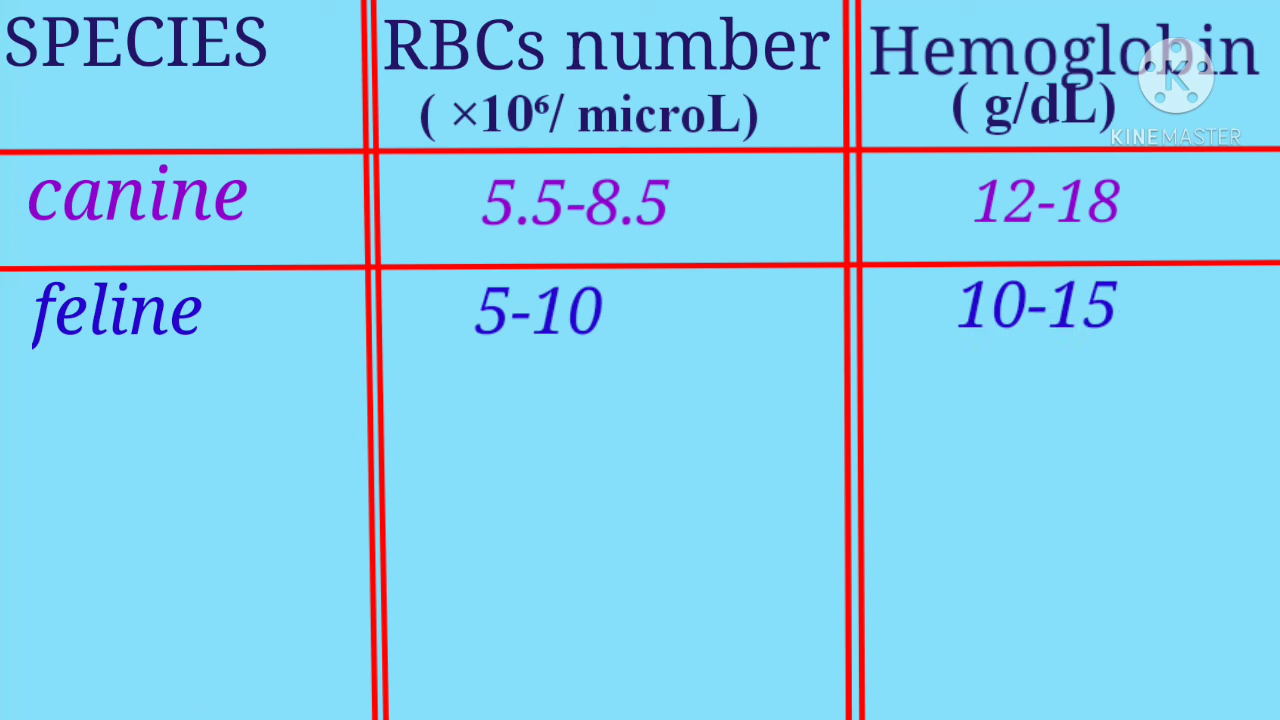 SPECIES RBCs number Hemoglobin
( ×10⁶/ microL) ( g/dL)
KINEMASTER
canine 5.5-8.5 12-18
feline 5-10 10-15